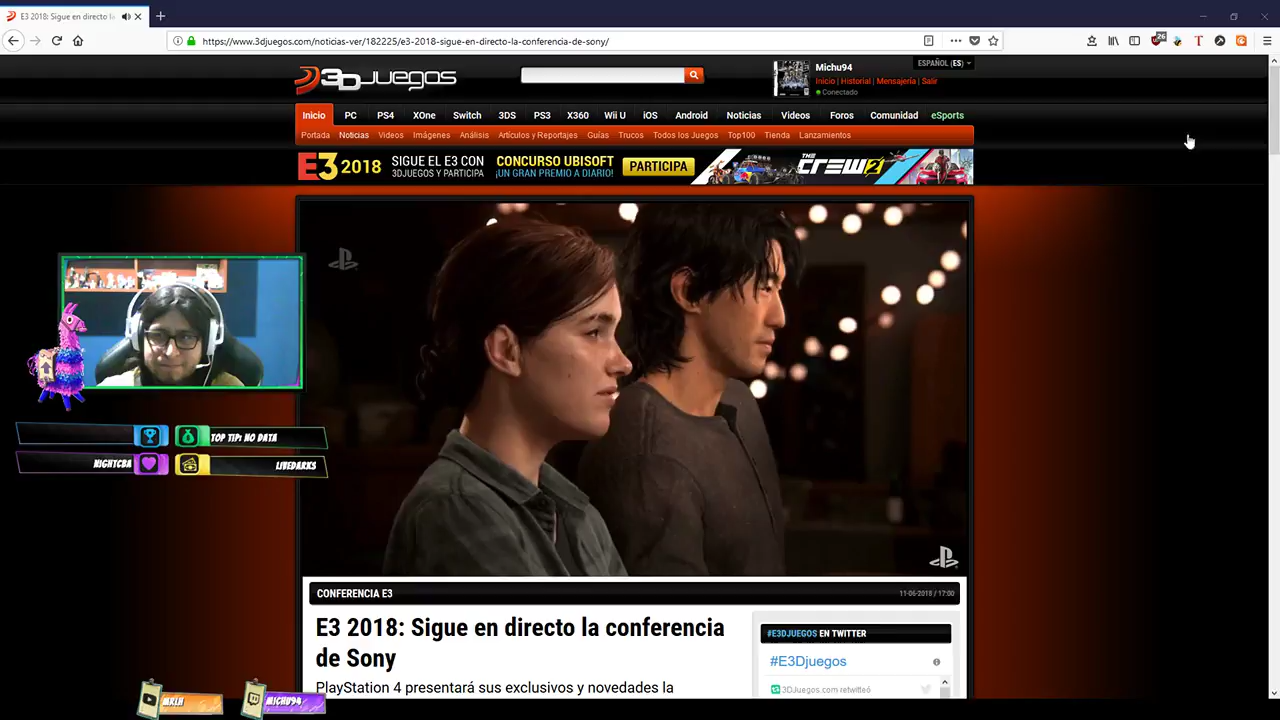 E3 2018: Sigue en directo l
https://www.3djuegos.com/noticias-ver/182225/e3-2018-sigue-en-directo-la-conferencia-de-sony/
26
3DJUEGOS
Michu94
Inicio | Historial | Mensajería | Salir
Conectado
ESPAÑOL (ES)
Inicio PC PS4 XOne Switch 3DS PS3 X360 Wii U iOS Android Noticias Videos Foros Comunidad eSports
Portada Noticias Videos Imágenes Análisis Artículos y Reportajes Guías Trucos Todos los Juegos Top100 Tienda Lanzamientos
E3 2018
SIGUE EL E3 CON
3DJUEGOS Y PARTICIPA
CONCURSO UBISOFT
¡UN GRAN PREMIO A DIARIO!
PARTICIPA
THE CREW 2
TOP TIP: NO DATA
NIGHTCBA
LIVEDARKS
CONFERENCIA E3
11-06-2018 / 17:00
E3 2018: Sigue en directo la conferencia
de Sony
PlayStation 4 presentará sus exclusivos y novedades la
#E3DJUEGOS EN TWITTER
#E3Djuegos
3DJuegos.com retwitteó
MICHU94